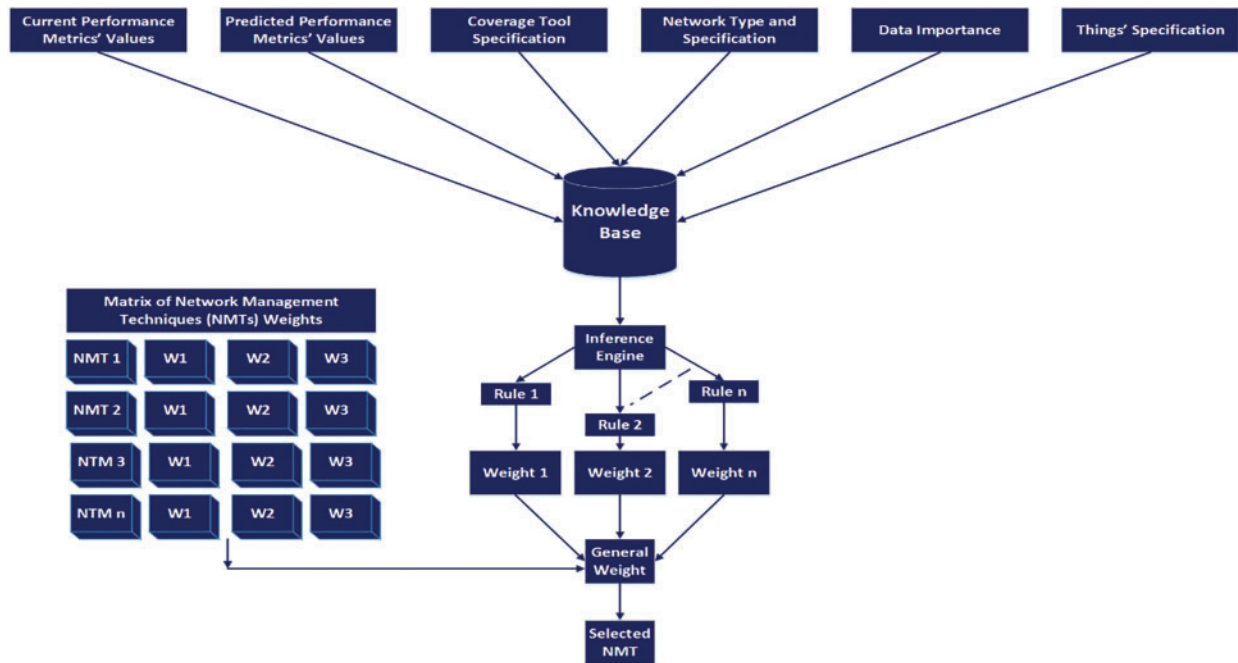 Current Performance
Metrics' Values
Predicted Performance
Metrics' Values
Coverage Tool
Specification
Network Type and
Specification
Data Importance
Things' Specification
Knowledge
Base
Matrix of Network Management
Techniques (NMTs) Weights
NMT 1 W1 W2 W3
NMT 2 W1 W2 W3
NTM 3 W1 W2 W3
NTM n W1 W2 W3
Inference
Engine
Rule 1
Rule 2
Rule n
Weight 1
Weight 2
Weight n
General
Weight
Selected
NMT